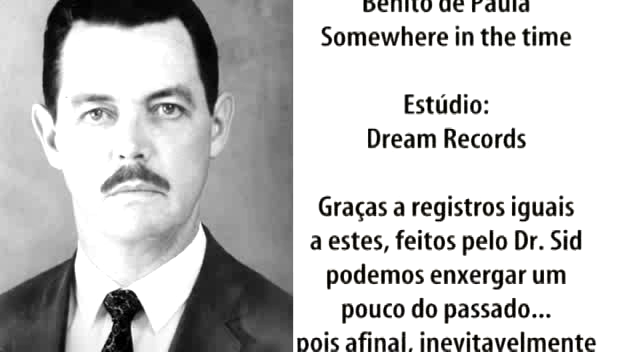 Benito de Paula
Somewhere in the time
Estúdio:
Dream Records
Graças a registros iguais
a estes, feitos pelo Dr. Sid
podemos enxergar um
pouco do passado...
pois afinal, inevitavelmente